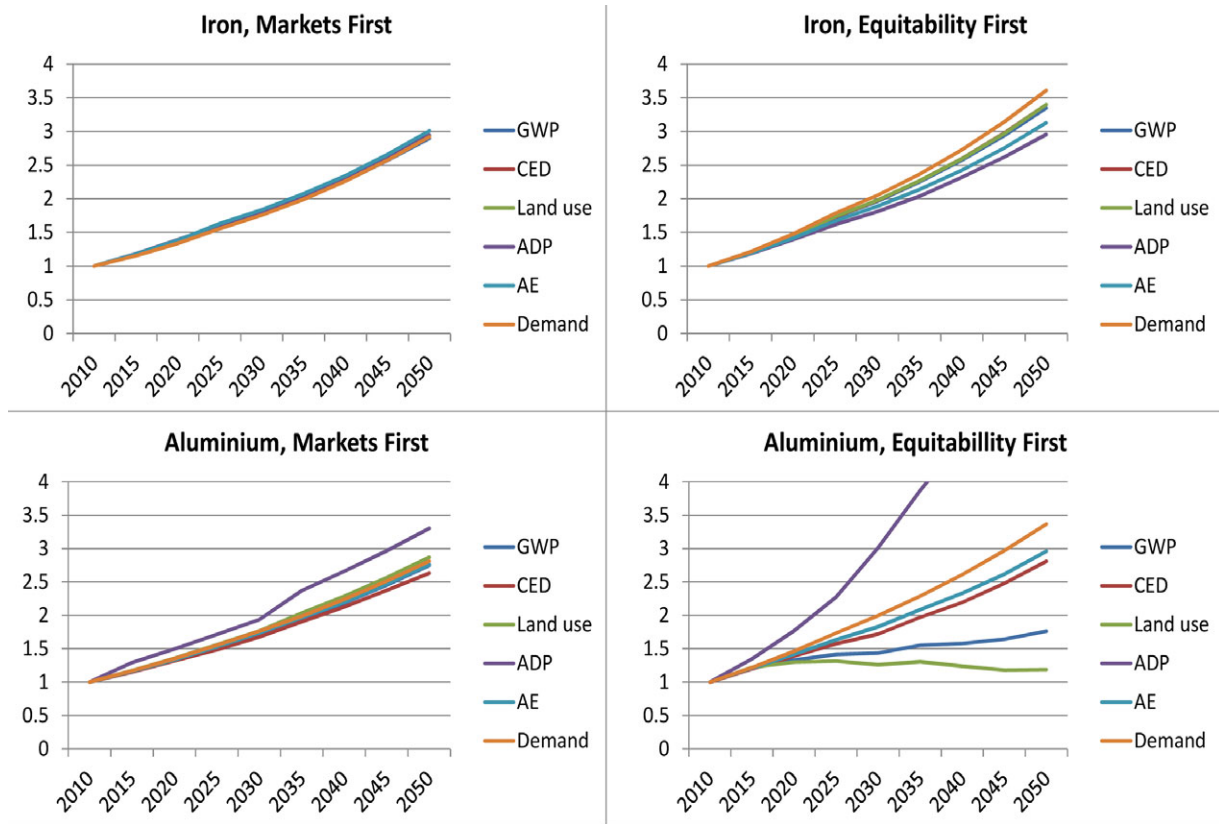 Iron, Markets First
4
3.5
3
2.5
2
1.5
1
0.5
0
2010
2015
2020
2025
2030
2035
2040
2045
2050
GWP
CED
Land use
ADP
AE
Demand
Iron, Equitability First
4
3.5
3
2.5
2
1.5
1
0.5
0
2010
2015
2020
2025
2030
2035
2040
2045
2050
GWP
CED
Land use
ADP
AE
Demand
Aluminium, Markets First
4
3.5
3
2.5
2
1.5
1
0.5
0
2010
2015
2020
2025
2030
2035
2040
2045
2050
GWP
CED
Land use
ADP
AE
Demand
Aluminium, Equitabillity First
4
3.5
3
2.5
2
1.5
1
0.5
0
2010
2015
2020
2025
2030
2035
2040
2045
2050
GWP
CED
Land use
ADP
AE
Demand